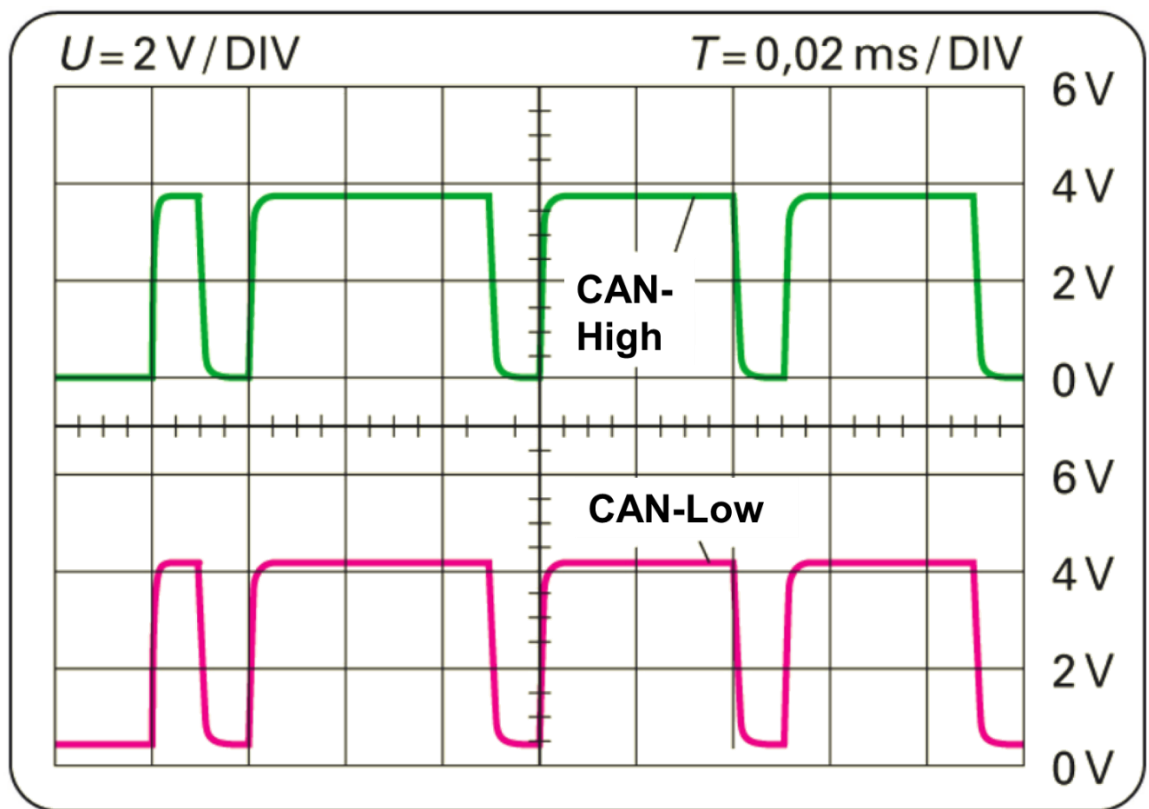 U = 2 V / DIV
T = 0,02 ms / DIV
6 V
4 V
2 V
0 V
CAN-
High
6 V
4 V
2 V
0 V
CAN-Low